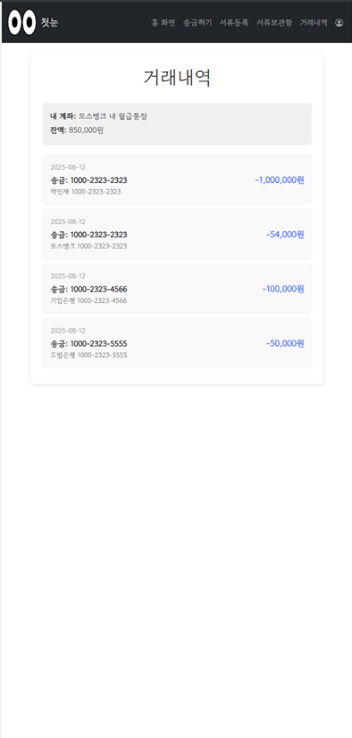 첫눈
홈 화면 송금하기 서류등록 서류보관함 거래내역
거래내역
내 계좌: 토스뱅크 내 월급통장
잔액: 850,000원
2025-08-12
송금: 1000-2323-2323
-1,000,000원
박민재 1000-2323-2323
2025-08-12
송금: 1000-2323-2323
-54,000원
토스뱅크 1000-2323-2323
2025-08-12
송금: 1000-2323-4566
-100,000원
기업은행 1000-2323-4566
2025-08-12
송금: 1000-2323-5555
-50,000원
드범은행 1000-2323-5555